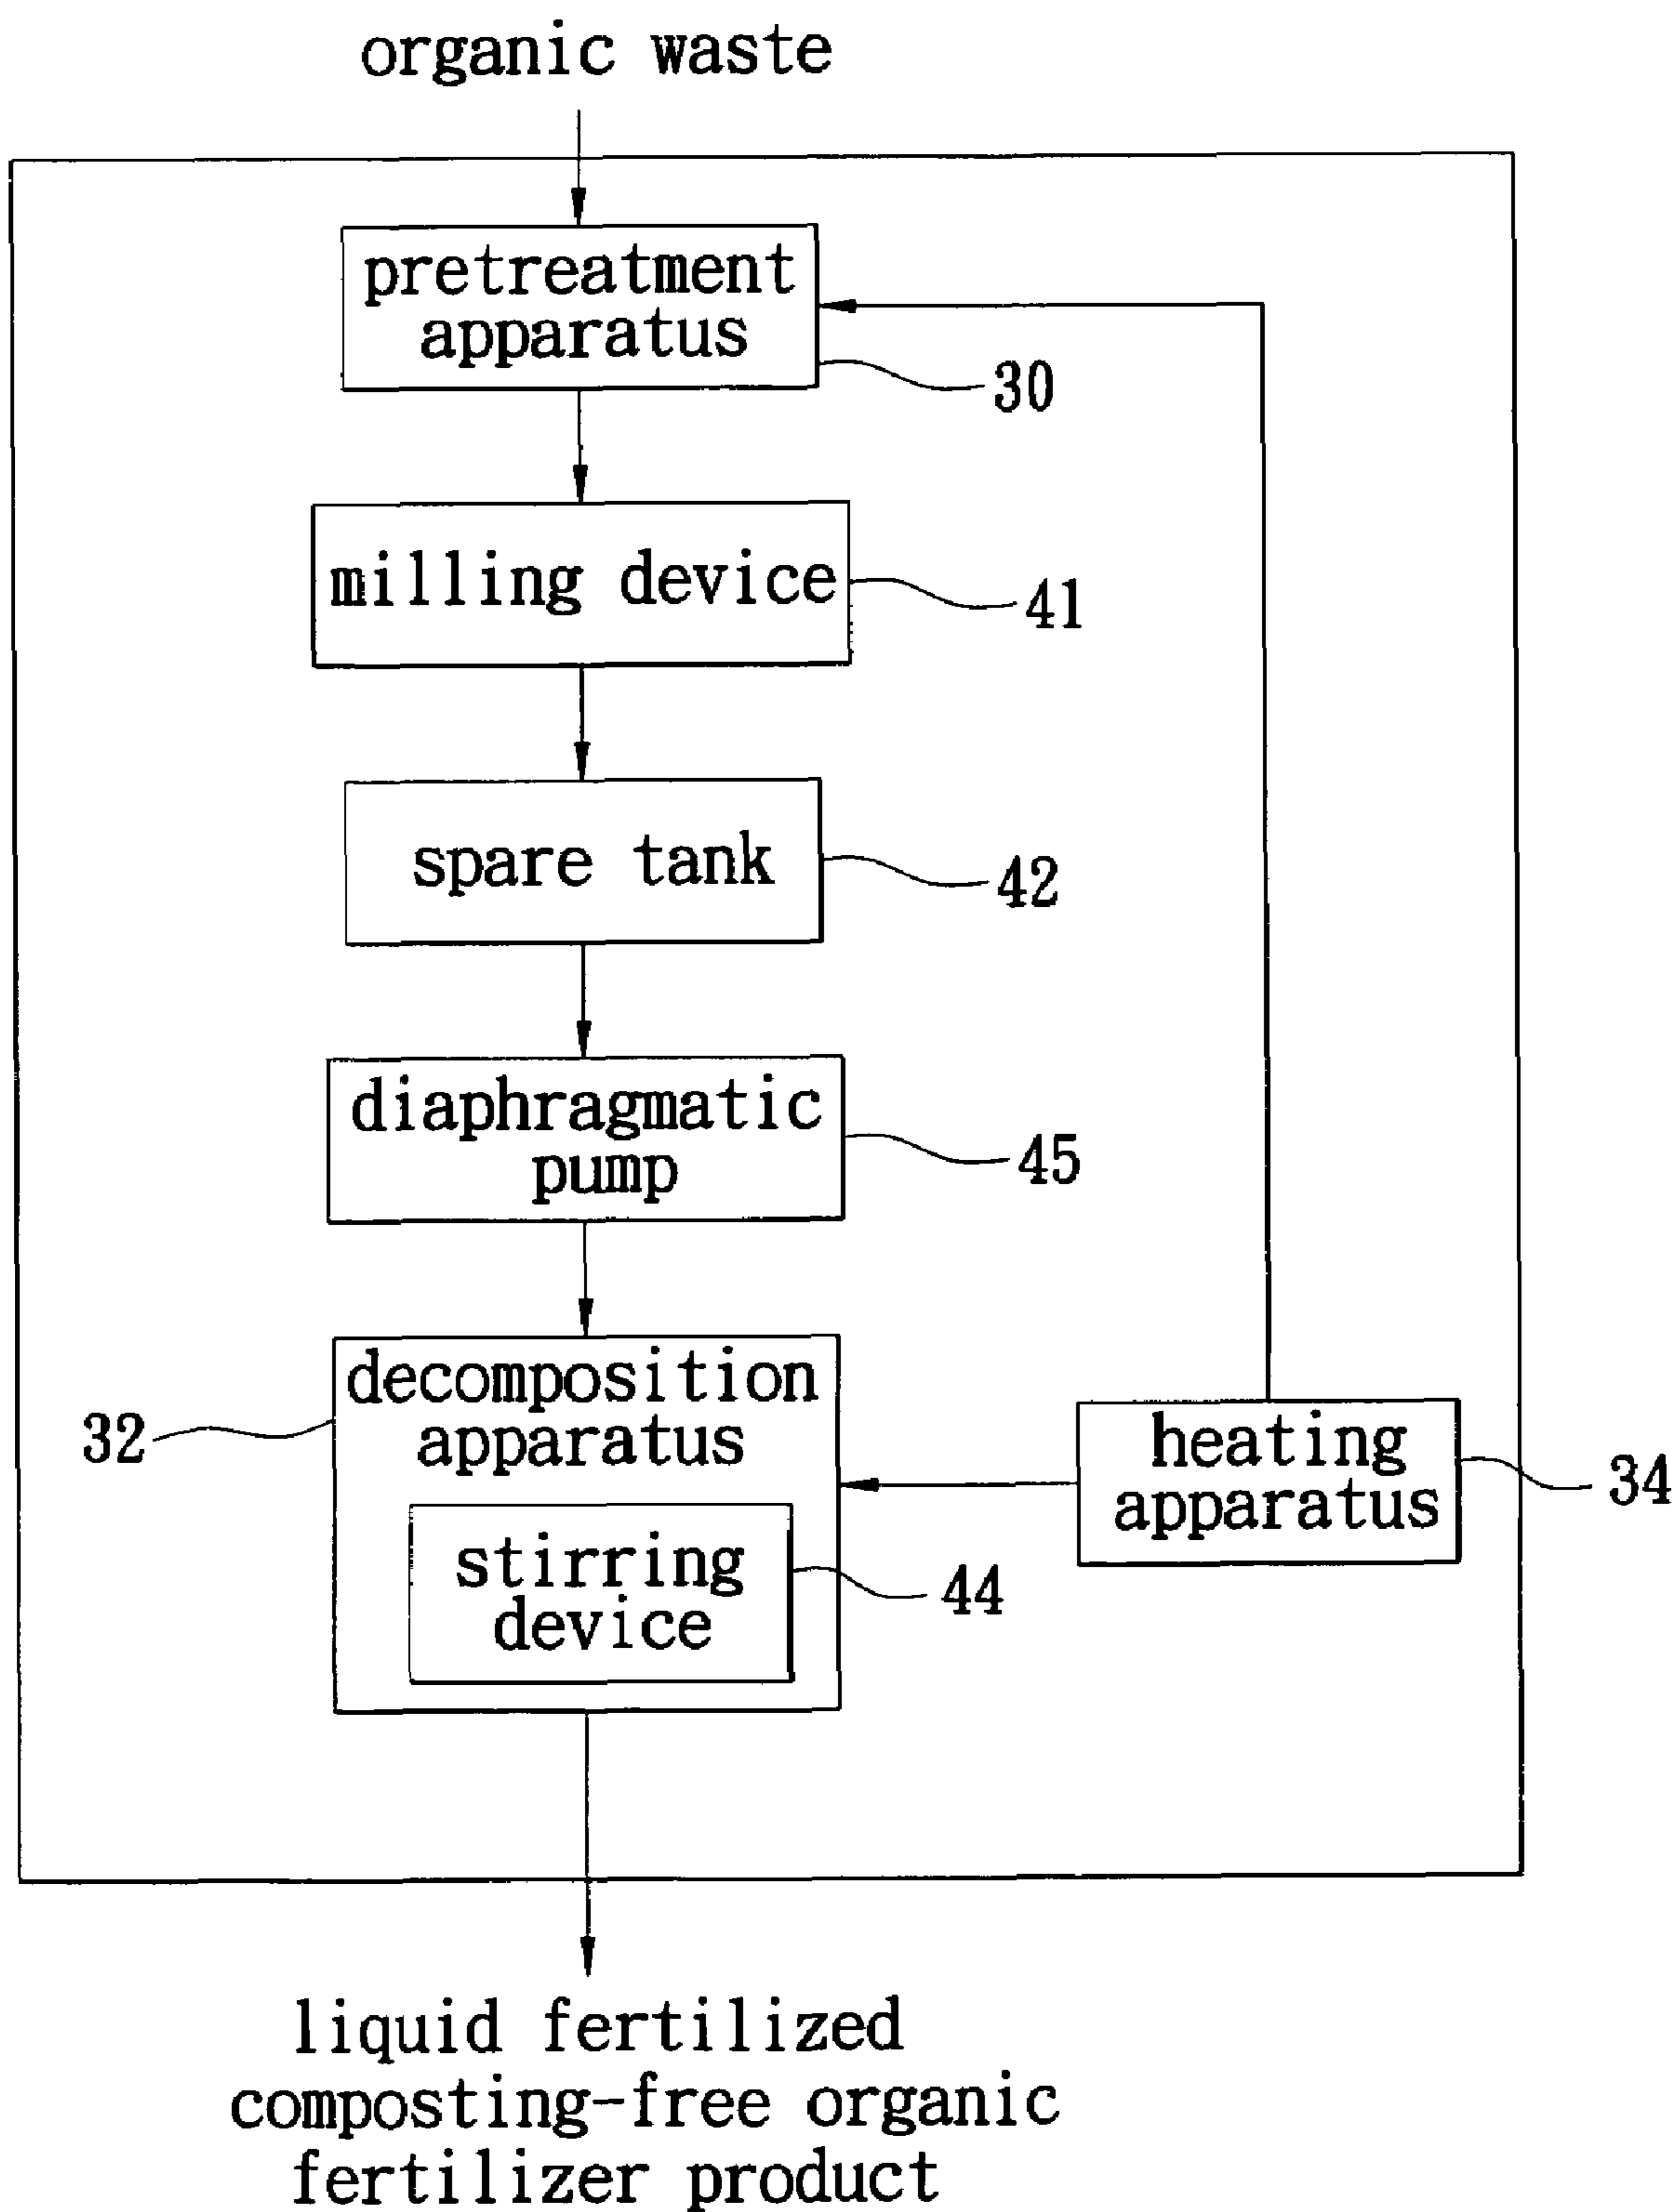 organic waste
pretreatment
apparatus
30
milling device
41
spare tank
42
diaphragmatic
pump
45
decomposition
apparatus
32
heating
apparatus
34
stirring
device
44
liquid fertilized
composting-free organic
fertilizer product